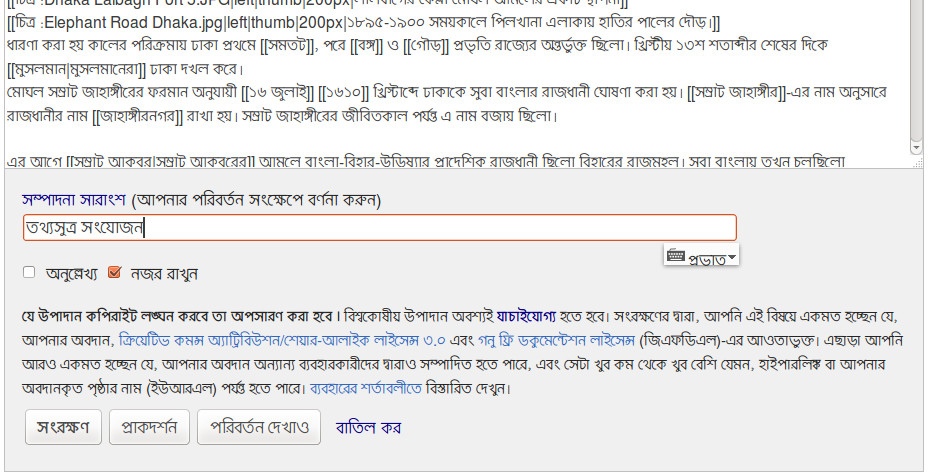 [[চিত্র :Elephant Road Dhaka.jpg|left|thumb|200px|১৮৯৫-১৯০০ সময়কালে পিলখানা এলাকায় হাতির পালের দৌড়।]]
ধারণা করা হয় কালের পরিক্রমায় ঢাকা প্রথমে [[সমতট]], পরে [[বঙ্গ]] ও [[গৌড়]] প্রভৃতি রাজ্যের অন্তর্ভুক্ত ছিলো। খ্রিস্টীয় ১৩শ শতাব্দীর শেষের দিকে
[[মুসলমান|মুসলমানেরা]] ঢাকা দখল করে।
মোঘল সম্রাট জাহাঙ্গীরের ফরমান অনুযায়ী [[১৬ জুলাই]] [[১৬১০]] খ্রিস্টাব্দে ঢাকাকে সুবা বাংলার রাজধানী ঘোষণা করা হয়। [[সম্রাট জাহাঙ্গীর]]-এর নাম অনুসারে
রাজধানীর নাম [[জাহাঙ্গীরনগর]] রাখা হয়। সম্রাট জাহাঙ্গীরের জীবিতকাল পর্যন্ত এ নাম বজায় ছিলো।
এর আগে [[সম্রাট আকবর|সম্রাট আকবরের]] আমলে বাংলা-বিহার-উড়িষ্যার প্রাদেশিক রাজধানী ছিলো বিহারের রাজমহল। সুবা বাংলায় তখন চলছিলো
সম্পাদনা সারাংশ (আপনার পরিবর্তন সংক্ষেপে বর্ণনা করুন)
তথ্যসুত্র সংযোজন
প্রভাত
অনুল্লেখ্য নজর রাখুন
যে উপাদান কপিরাইট লঙ্ঘন করবে তা অপসারণ করা হবে । বিশ্বকোষীয় উপাদান অবশ্যই যাচাইযোগ্য হতে হবে। সংরক্ষণের দ্বারা, আপনি এই বিষয়ে একমত হচ্ছেন যে,
আপনার অবদান, ক্রিয়েটিভ কমন্স অ্যাট্রিবিউশন/শেয়ার-আলাইক লাইসেন্স ৩.০ এবং গনু ফ্রি ডকুমেন্টেশন লাইসেন্স (জিএফডিএল)-এর আওতাভুক্ত। এছাড়া আপনি
আরও একমত হচ্ছেন যে, আপনার অবদান অন্যান্য ব্যবহারকারীদের দ্বারাও সম্পাদিত হতে পারে, এবং সেটা খুব কম থেকে খুব বেশি যেমন, হাইপারলিঙ্ক বা আপনার
অবদানকৃত পৃষ্ঠার নাম (ইউআরএল) পর্যন্ত হতে পারে। ব্যবহারের শর্তাবলীতে বিস্তারিত দেখুন।
সংরক্ষণ প্রাকদর্শন পরিবর্তন দেখাও বাতিল কর